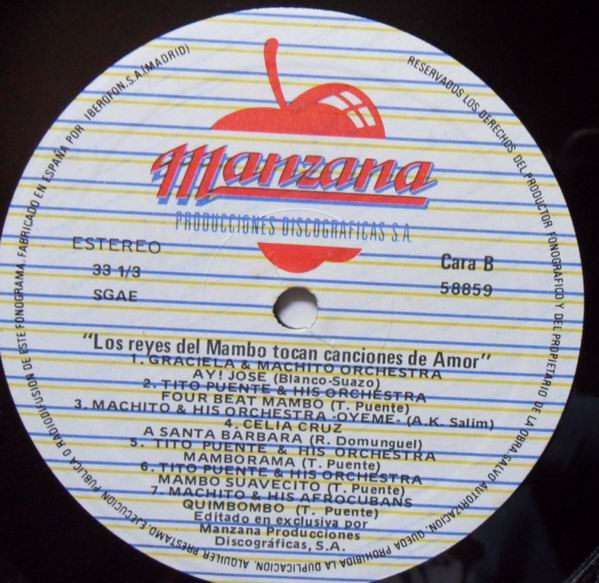 Manzana
PRODUCCIONES DISCOGRAFICAS S.A.
ESTEREO
33 1/3
SGAE
Cara B
58859
"Los reyes del Mambo tocan canciones de Amor"
1. GRACIELA & MACHITO ORCHESTRA
AY! JOSE (Blanco-Suazo)
2. TITO PUENTE & HIS ORCHESTRA
FOUR BEAT MAMBO (T. Puente)
3. MACHITO & HIS ORCHESTRA -OYEME- (A.K. Salim)
4. CELIA CRUZ
A SANTA BARBARA (R. Domunguel)
5. TITO PUENTE & HIS ORCHESTRA
MAMBORAMA (T. Puente)
6. TITO PUENTE & HIS ORCHESTRA
MAMBO SUAVECITO (T. Puente)
7. MACHITO & HIS AFROCUBANS
QUIMBOMBO (T. Puente)
Editado en exclusiva por
Manzana Producciones
Discográficas, S.A.
RESERVADOS LOS DERECHOS DEL PRODUCTOR FONOGRAFICO Y DEL PROPIETARIO DE LA OBRA. SALVO AUTORIZACION, QUEDA PROHIBIDA LA DUPLICACION, ALQUILER PRESTAMO, EJECUCION PUBLICA O RADIODIFUSION DE ESTE FONOGRAMA. FABRICADO EN ESPAÑA POR IBEROFON, S.A. (MADRID)